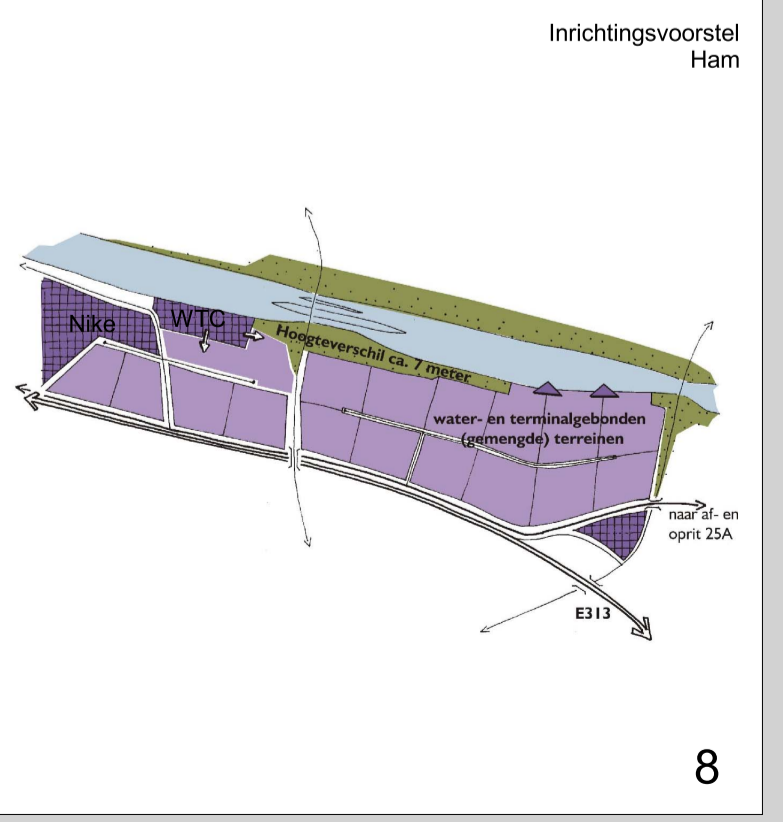 Inrichtingsvoorstel
Ham
Nike
WTC
Hoogteverschil ca. 7 meter
water- en terminalgebonden
(gemengde) terreinen
naar af- en
oprit 25A
E313
8